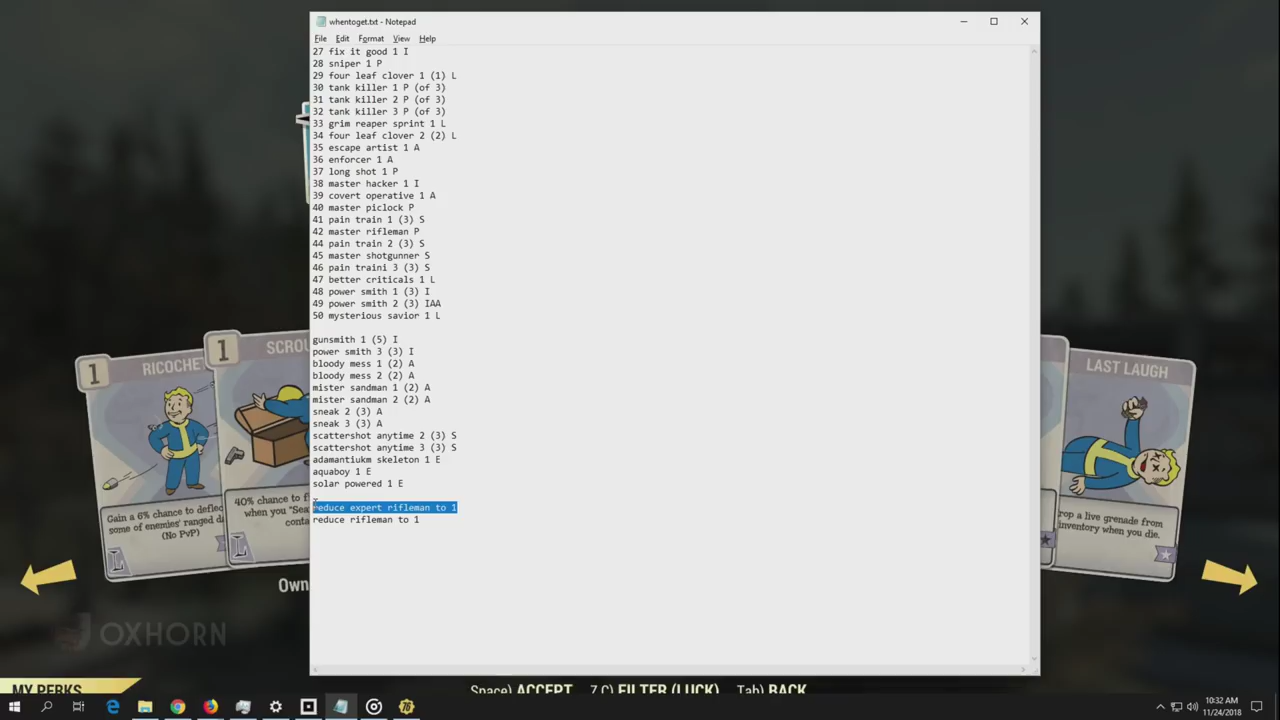 whentoget.txt - Notepad
File Edit Format View Help
27 fix it good 1 I
28 sniper 1 P
29 four leaf clover 1 (1) L
30 tank killer 1 P (of 3)
31 tank killer 2 P (of 3)
32 tank killer 3 P (of 3)
33 grim reaper sprint 1 L
34 four leaf clover 2 (2) L
35 escape artist 1 A
36 enforcer 1 A
37 long shot 1 P
38 master hacker 1 I
39 covert operative 1 A
40 master piclock P
41 pain train 1 (3) S
42 master rifleman P
44 pain train 2 (3) S
45 master shotgunner S
46 pain traini 3 (3) S
47 better criticals 1 L
48 power smith 1 (3) I
49 power smith 2 (3) IAA
50 mysterious savior 1 L
gunsmith 1 (5) I
power smith 3 (3) I
bloody mess 1 (2) A
bloody mess 2 (2) A
mister sandman 1 (2) A
mister sandman 2 (2) A
sneak 2 (3) A
sneak 3 (3) A
scattershot anytime 2 (3) S
scattershot anytime 3 (3) S
adamantiukm skeleton 1 E
aquaboy 1 E
solar powered 1 E
reduce expert rifleman to 1
reduce rifleman to 1
1
RICOCHE
Gain a 6% chance to defle
some of enemies' ranged d
(No PvP)
L
1
SCRO
40% chance to f
when you "Sea
conta
L
LAST LAUGH
rop a live grenade from
inventory when you die.
Own
OXHORN
MY PERKS
Space) ACCEPT Z,C) FILTER (LUCK) Tab) BACK
76
10:32 AM
11/24/2018